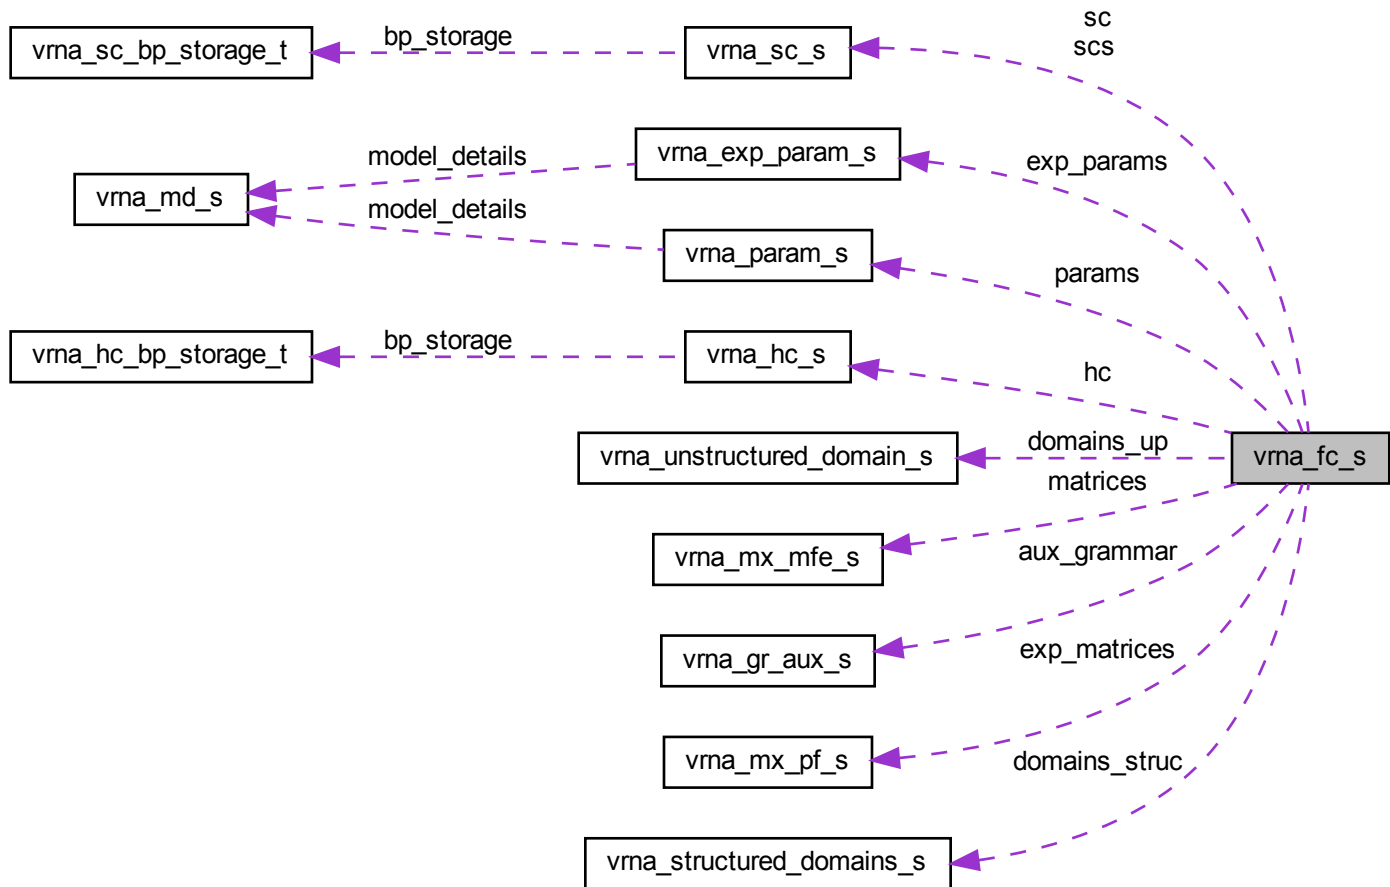 sc
scs
vrna_sc_bp_storage_t
bp_storage
vrna_sc_s
vrna_exp_param_s
exp_params
model_details
vrna_md_s
model_details
vrna_param_s
params
vrna_hc_bp_storage_t
bp_storage
vrna_hc_s
hc
vrna_unstructured_domain_s
domains_up
vrna_fc_s
matrices
vrna_mx_mfe_s
aux_grammar
vrna_gr_aux_s
exp_matrices
vrna_mx_pf_s
domains_struc
vrna_structured_domains_s